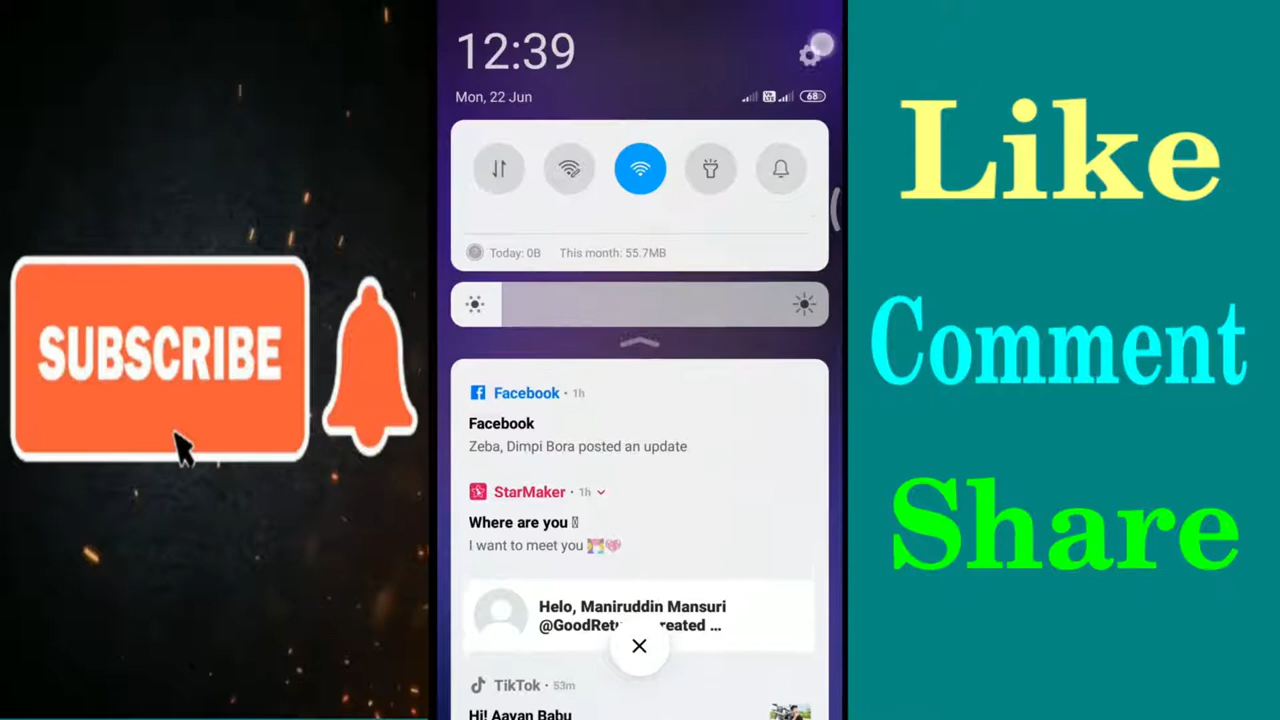 SUBSCRIBE
12:39
Mon, 22 Jun
68
Today: 0B This month: 55.7MB
Facebook · 1h
Facebook
Zeba, Dimpi Bora posted an update
StarMaker · 1h
Where are you
I want to meet you
Helo, Maniruddin Mansuri
@GoodRetu
TikTok · 53m
Hi! Aayan Babu
Like
Comment
Share